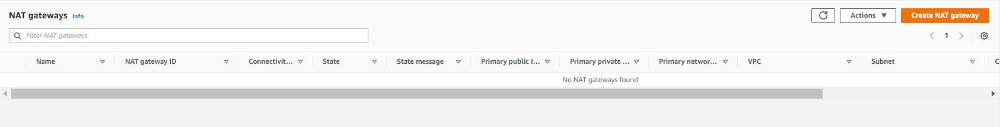 NAT gateways Info
Actions
Create NAT gateway
Filter NAT gateways
1
Name NAT gateway ID Connectivit... State State message Primary public I... Primary private ... Primary networ... VPC Subnet C
No NAT gateways found